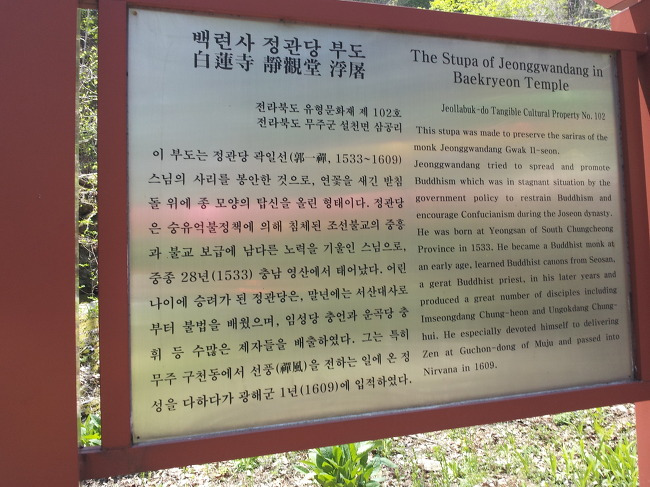 백련사 정관당 부도
白蓮寺 靜觀堂 浮屠
전라북도 유형문화재 제 102호
전라북도 무주군 설천면 삼공리
이 부도는 정관당 곽일선(郭一禪, 1533~1609)
스님의 사리를 봉안한 것으로, 연꽃을 새긴 받침
돌 위에 종 모양의 탑신을 올린 형태이다. 정관당
은 숭유억불정책에 의해 침체된 조선불교의 중흥
과 불교 보급에 남다른 노력을 기울인 스님으로,
중종 28년(1533) 충남 영산에서 태어났다. 어린
나이에 승려가 된 정관당은, 말년에는 서산대사로
부터 불법을 배웠으며, 임성당 충언과 운곡당 충
휘 등 수많은 제자들을 배출하였다. 그는 특히
무주 구천동에서 선풍(禪風)을 전하는 일에 온 정
성을 다하다가 광해군 1년(1609)에 입적하였다.
The Stupa of Jeonggwandang in
Baekryeon Temple
Jeollabuk-do Tangible Cultural Property No. 102
This stupa was made to preserve the sariras of the
monk Jeonggwandang Gwak Il-seon.
Jeonggwandang tried to spread and promote
Buddhism which was in stagnant situation by the
government policy to restrain Buddhism and
encourage Confucianism during the Joseon dynasty.
He was born at Yeongsan of South Chungcheong
Province in 1533. He became a Buddhist monk at
an early age, learned Buddhist canons from Seosan,
a gerat Buddhist priest, in his later years and
produced a great number of disciples including
Imseongdang Chung-heon and Ungokdang Chung-
hui. He especially devoted himself to delivering
Zen at Guchon-dong of Muju and passed into
Nirvana in 1609.